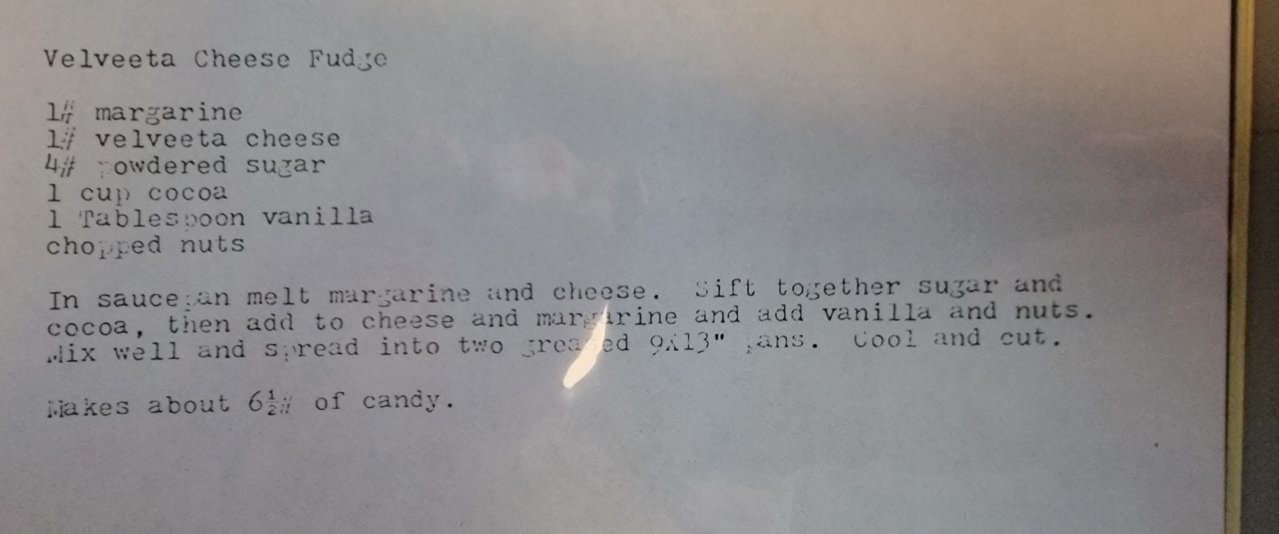 Velveeta Cheese Fudge
1# margarine
1# velveeta cheese
4# powdered sugar
1 cup cocoa
1 Tablespoon vanilla
chopped nuts
In saucepan melt margarine and cheese. Sift together sugar and
cocoa, then add to cheese and margarine and add vanilla and nuts.
Mix well and spread into two greased 9X13" pans. Cool and cut.
Makes about 6½# of candy.